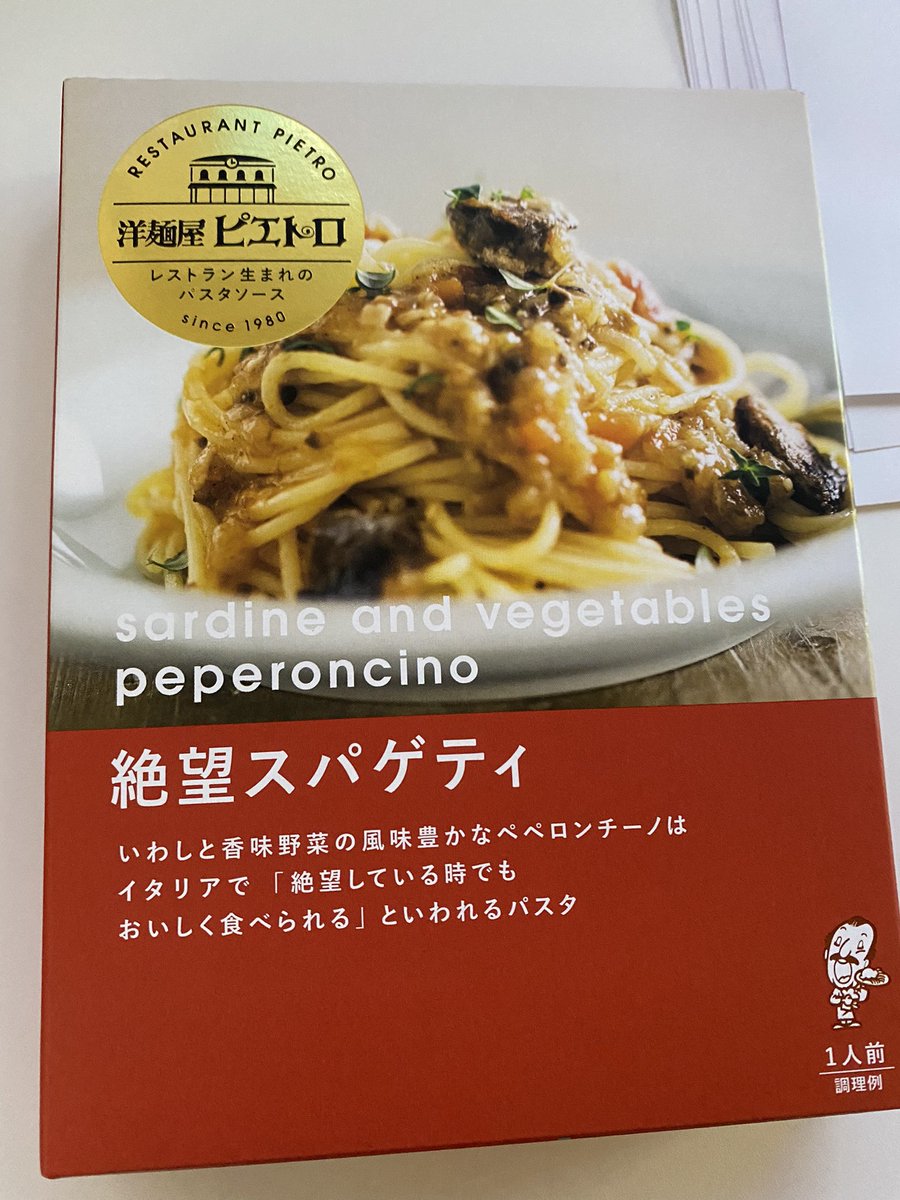 RESTAURANT PIETRO
洋麺屋 ピエトロ
レストラン生まれの
パスタソース
since 1980
sardine and vegetables
peperoncino
絶望スパゲティ
いわしと香味野菜の風味豊かなペペロンチーノは
イタリアで「絶望している時でも
おいしく食べられる」といわれるパスタ
1人前
調理例